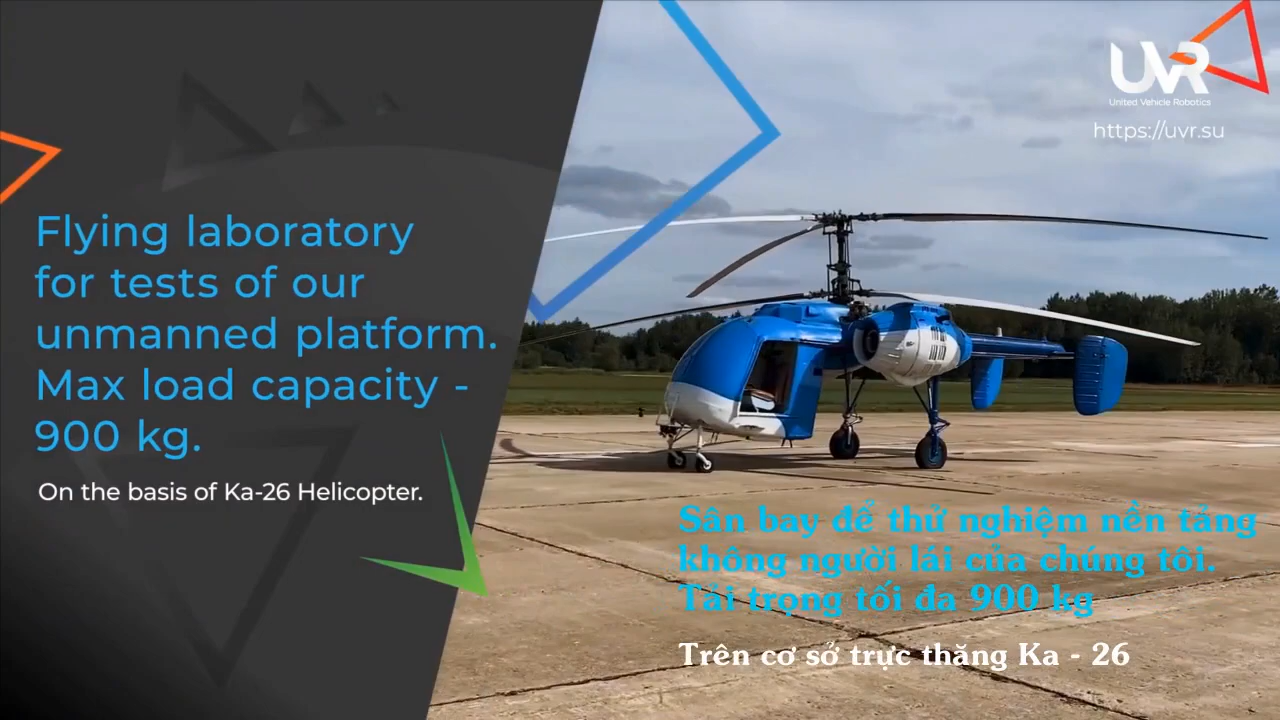 UVR
United Vehicle Robotics
https://uvr.su
Flying laboratory
for tests of our
unmanned platform.
Max load capacity -
900 kg.
On the basis of Ka-26 Helicopter.
Sân bay để thử nghiệm nền tảng
không người lái của chúng tôi.
Tải trọng tối đa 900 kg
Trên cơ sở trực thăng Ka - 26